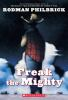 RODMAN PHILBRICK
Freak the Mighty